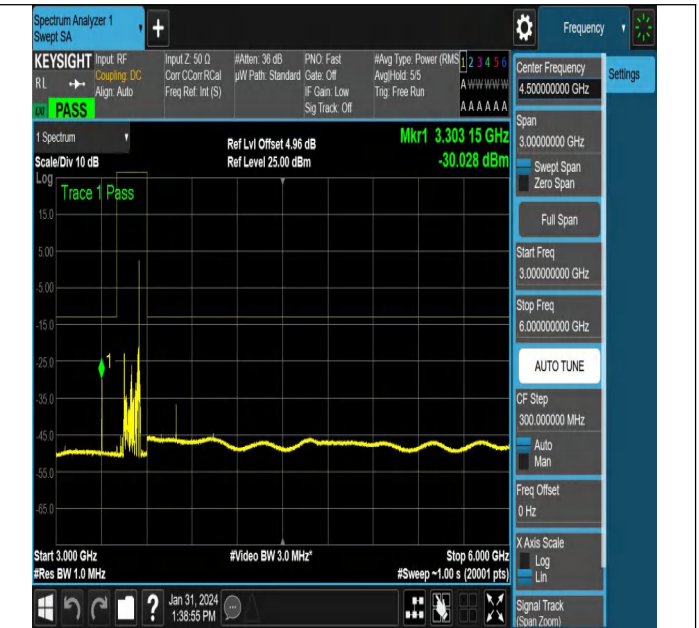 Spectrum Analyzer 1
Swept SA
+
Frequency
KEYSIGHT
RL
PASS
Input: RF
Coupling: DC
Align: Auto
Input Z: 50 Ω
Corr CCorr RCal
Freq Ref: Int (S)
#Atten: 36 dB
µW Path: Standard
PNO: Fast
Gate: Off
IF Gain: Low
Sig Track: Off
#Avg Type: Power (RMS
Avg|Hold: 5/5
Trig: Free Run
1 2 3 4 5 6
A W W W W W
A A A A A A
1 Spectrum
Scale/Div 10 dB
Ref Lvl Offset 4.96 dB
Ref Level 25.00 dBm
Mkr1 3.303 15 GHz
-30.028 dBm
Log
Trace 1 Pass
15.0
5.00
-5.00
-15.0
-25.0
1
-35.0
-45.0
-55.0
-65.0
Start 3.000 GHz
#Res BW 1.0 MHz
#Video BW 3.0 MHz*
Stop 6.000 GHz
#Sweep ~1.00 s (20001 pts)
Center Frequency
4.500000000 GHz
Settings
Span
3.00000000 GHz
Swept Span
Zero Span
Full Span
Start Freq
3.000000000 GHz
Stop Freq
6.000000000 GHz
AUTO TUNE
CF Step
300.000000 MHz
Auto
Man
Freq Offset
0 Hz
X Axis Scale
Log
Lin
Signal Track
(Span Zoom)
?
Jan 31, 2024
1:38:55 PM